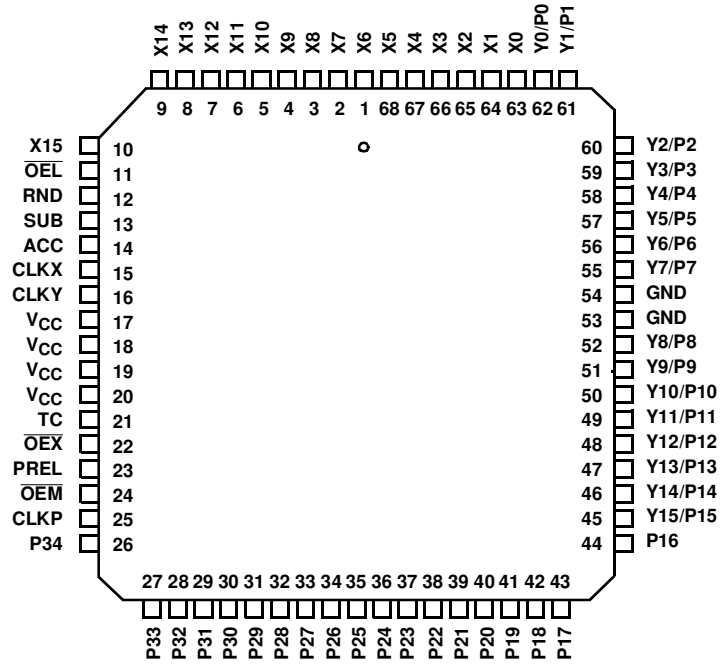 X14 X13 X12 X11 X10 X9 X8 X7 X6 X5 X4 X3 X2 X1 X0 Y0/P0 Y1/P1
9 8 7 6 5 4 3 2 1 68 67 66 65 64 63 62 61
X15 10 60 Y2/P2
O̅E̅L̅ 11 59 Y3/P3
RND 12 58 Y4/P4
SUB 13 57 Y5/P5
ACC 14 56 Y6/P6
CLKX 15 55 Y7/P7
CLKY 16 54 GND
VCC 17 53 GND
VCC 18 52 Y8/P8
VCC 19 51 Y9/P9
VCC 20 50 Y10/P10
TC 21 49 Y11/P11
O̅E̅X̅ 22 48 Y12/P12
PREL 23 47 Y13/P13
O̅E̅M̅ 24 46 Y14/P14
CLKP 25 45 Y15/P15
P34 26 44 P16
27 28 29 30 31 32 33 34 35 36 37 38 39 40 41 42 43
P33 P32 P31 P30 P29 P28 P27 P26 P25 P24 P23 P22 P21 P20 P19 P18 P17